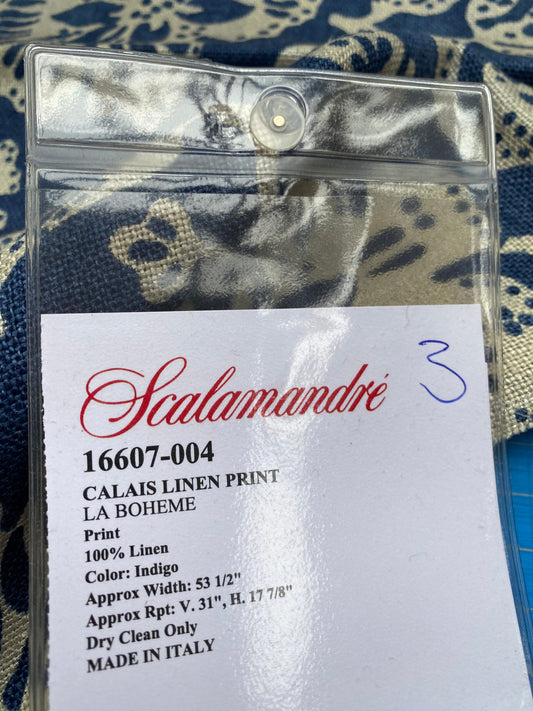 Scalamandré
3
16607-004
CALAIS LINEN PRINT
LA BOHEME
Print
100% Linen
Color: Indigo
Approx Width: 53 1/2"
Approx Rpt: V. 31", H. 17 7/8"
Dry Clean Only
MADE IN ITALY